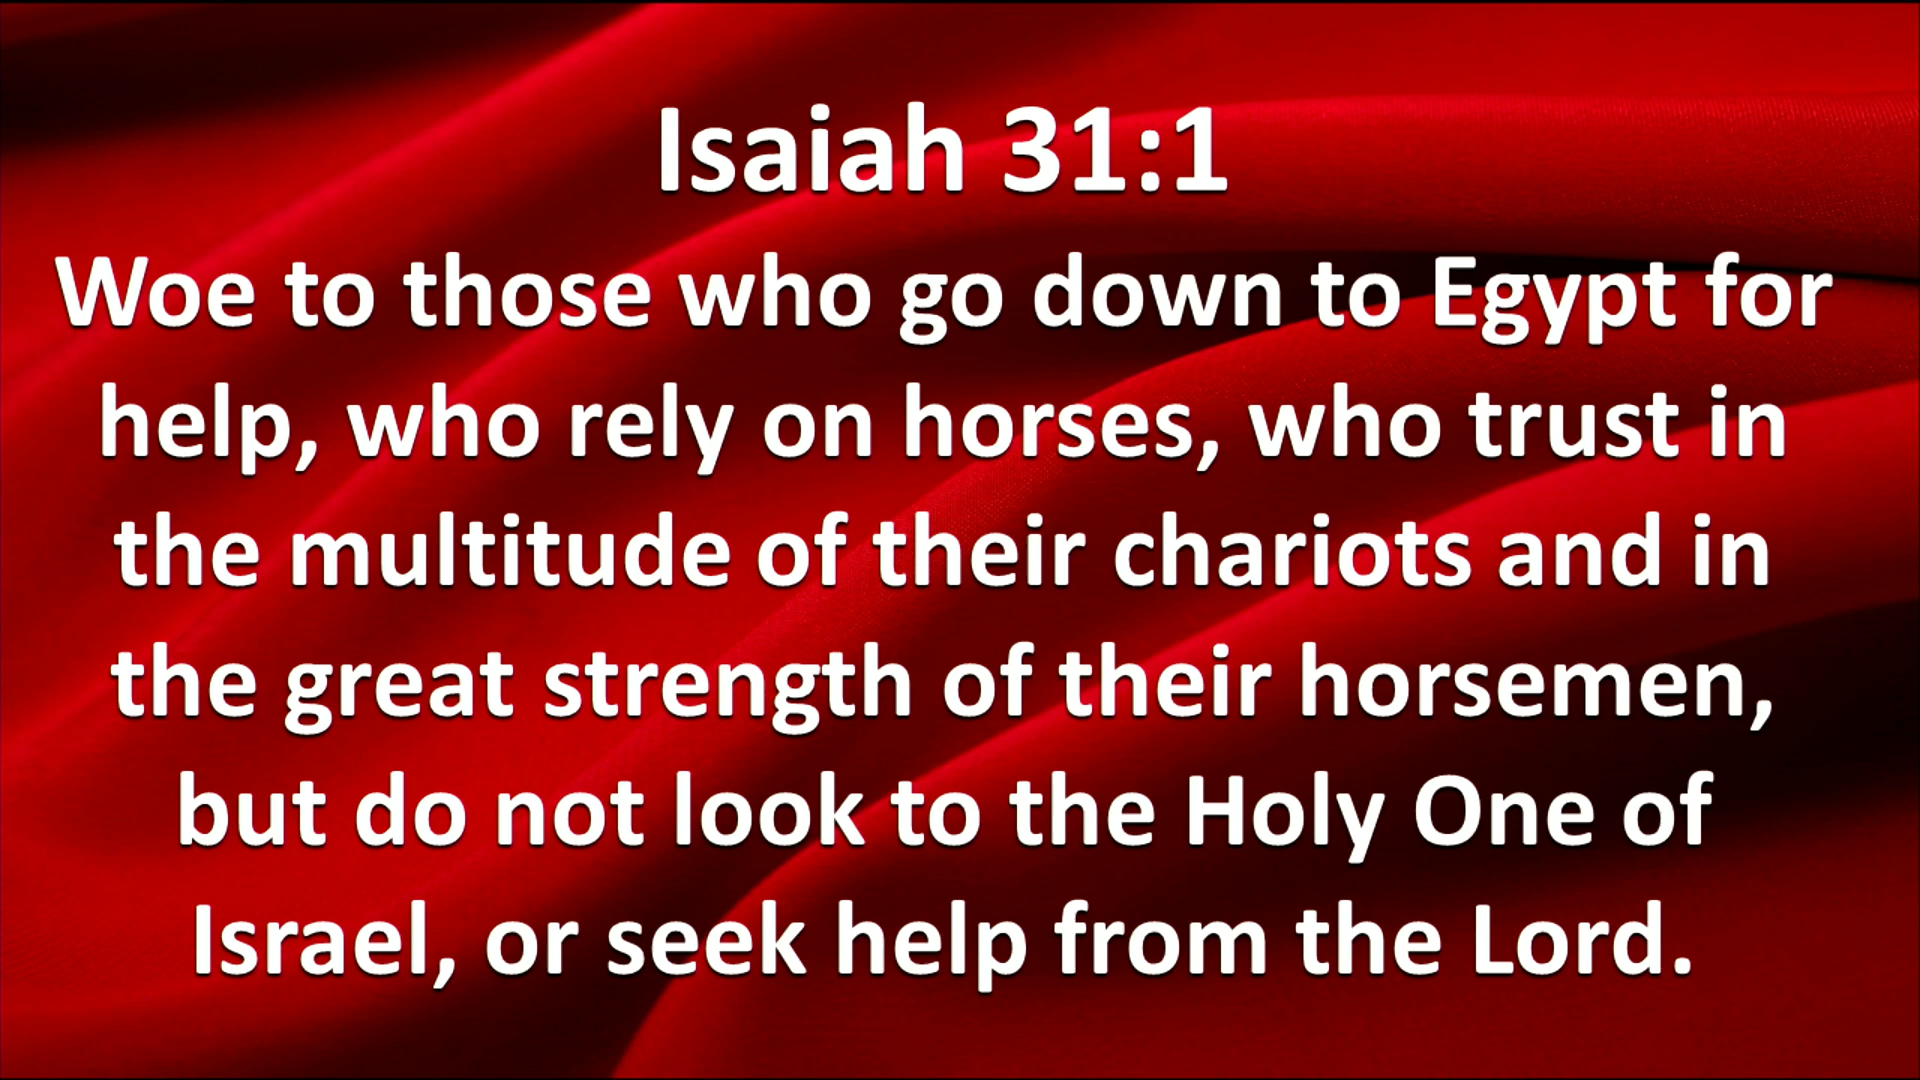 Isaiah 31:1
Woe to those who go down to Egypt for
help, who rely on horses, who trust in
the multitude of their chariots and in
the great strength of their horsemen,
but do not look to the Holy One of
Israel, or seek help from the Lord.